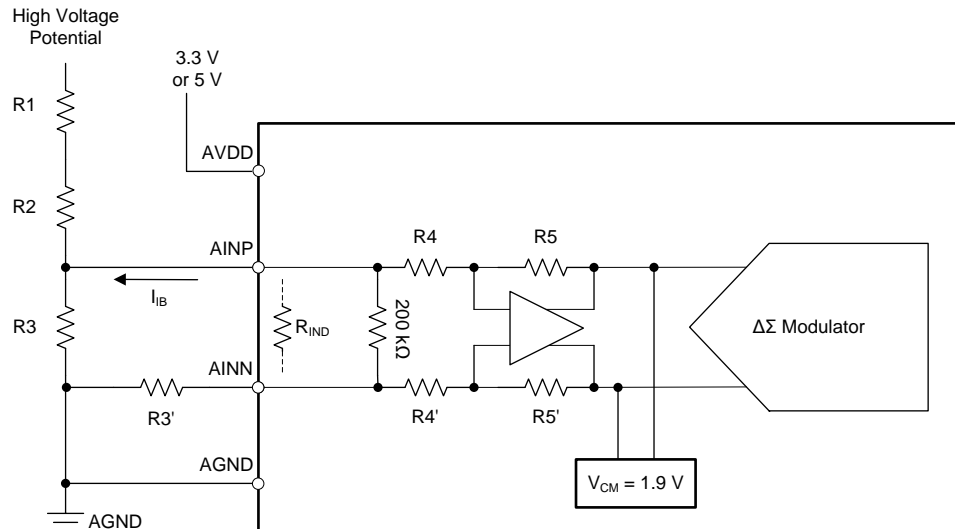 High Voltage
Potential
3.3 V
or 5 V
R1
AVDD
R2
AINP
R4
R5
I_IB
R3
R_IND
200 kΩ
ΔΣ Modulator
AINN
R3'
R4'
R5'
AGND
V_CM = 1.9 V
AGND